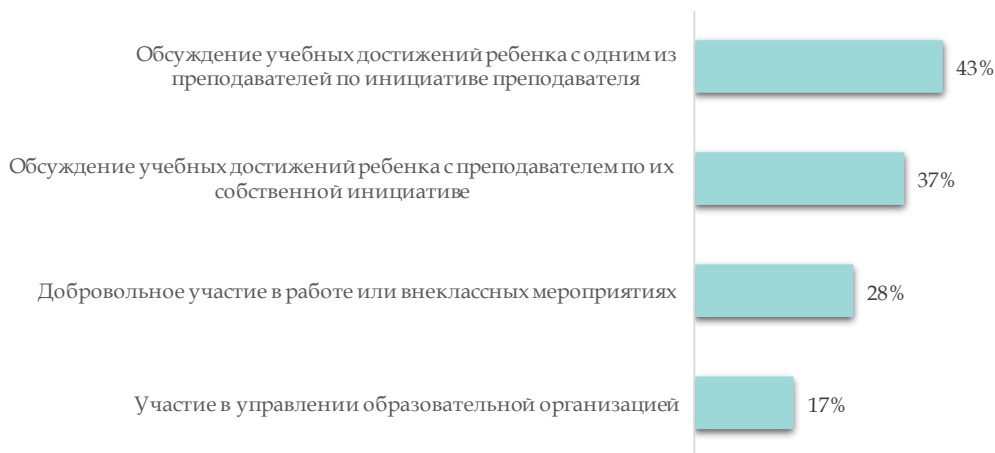 Обсуждение учебных достижений ребенка с одним из
преподавателей по инициативе преподавателя
43%
Обсуждение учебных достижений ребенка с преподавателем по их
собственной инициативе
37%
Добровольное участие в работе или внеклассных мероприятиях
28%
Участие в управлении образовательной организацией
17%